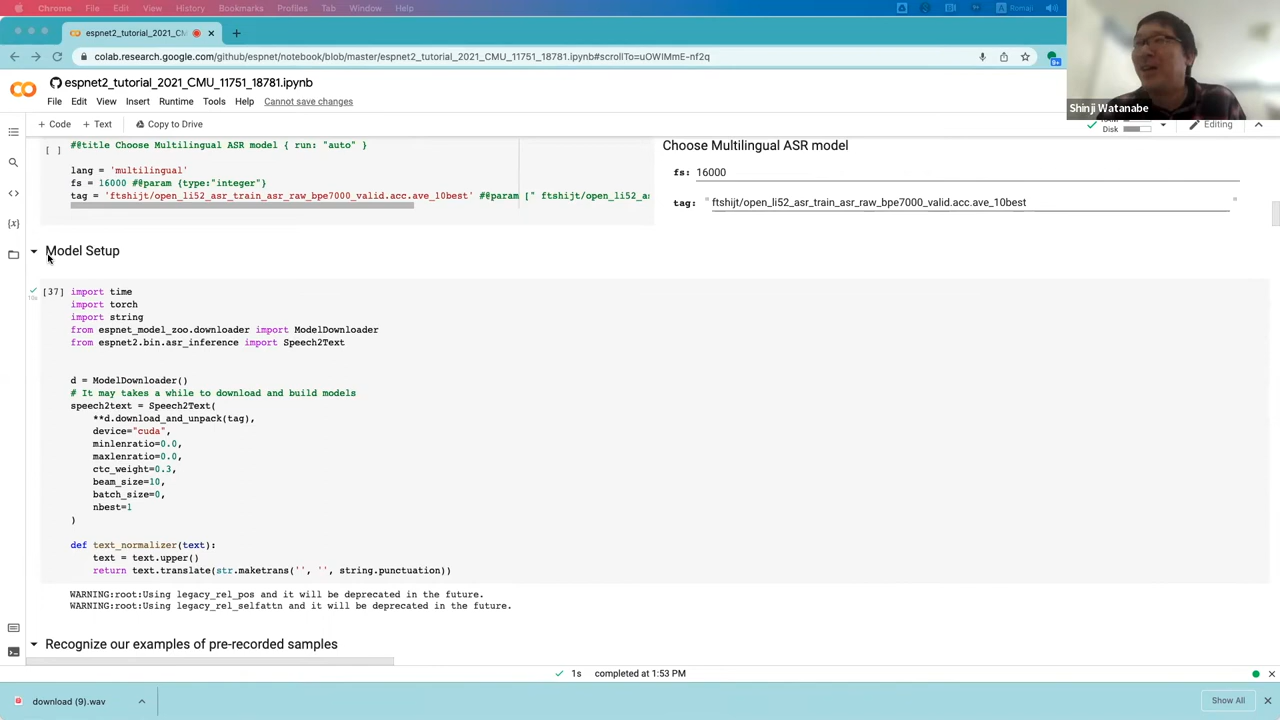 Chrome File Edit View History Bookmarks Profiles Tab Window Help Romaji
espnet2_tutorial_2021_CMU_11
colab.research.google.com/github/espnet/notebook/blob/master/espnet2_tutorial_2021_CMU_11751_18781.ipynb#scrollTo=uOWIMmE-nf2q
espnet2_tutorial_2021_CMU_11751_18781.ipynb
File Edit View Insert Runtime Tools Help Cannot save changes
Shinji Watanabe
+ Code + Text Copy to Drive
Disk
Editing
[ ] #@title Choose Multilingual ASR model { run: "auto" }
lang = 'multilingual'
fs = 16000 #@param {type:"integer"}
tag = 'ftshijt/open_li52_asr_train_asr_raw_bpe7000_valid.acc.ave_10best' #@param [" ftshijt/open_li52_a
Choose Multilingual ASR model
fs: 16000
tag: " ftshijt/open_li52_asr_train_asr_raw_bpe7000_valid.acc.ave_10best "
Model Setup
[37] import time
import torch
import string
from espnet_model_zoo.downloader import ModelDownloader
from espnet2.bin.asr_inference import Speech2Text
d = ModelDownloader()
# It may takes a while to download and build models
speech2text = Speech2Text(
**d.download_and_unpack(tag),
device="cuda",
minlenratio=0.0,
maxlenratio=0.0,
ctc_weight=0.3,
beam_size=10,
batch_size=0,
nbest=1
)
def text_normalizer(text):
text = text.upper()
return text.translate(str.maketrans('', '', string.punctuation))
WARNING:root:Using legacy_rel_pos and it will be deprecated in the future.
WARNING:root:Using legacy_rel_selfattn and it will be deprecated in the future.
Recognize our examples of pre-recorded samples
1s completed at 1:53 PM
download (9).wav
Show All